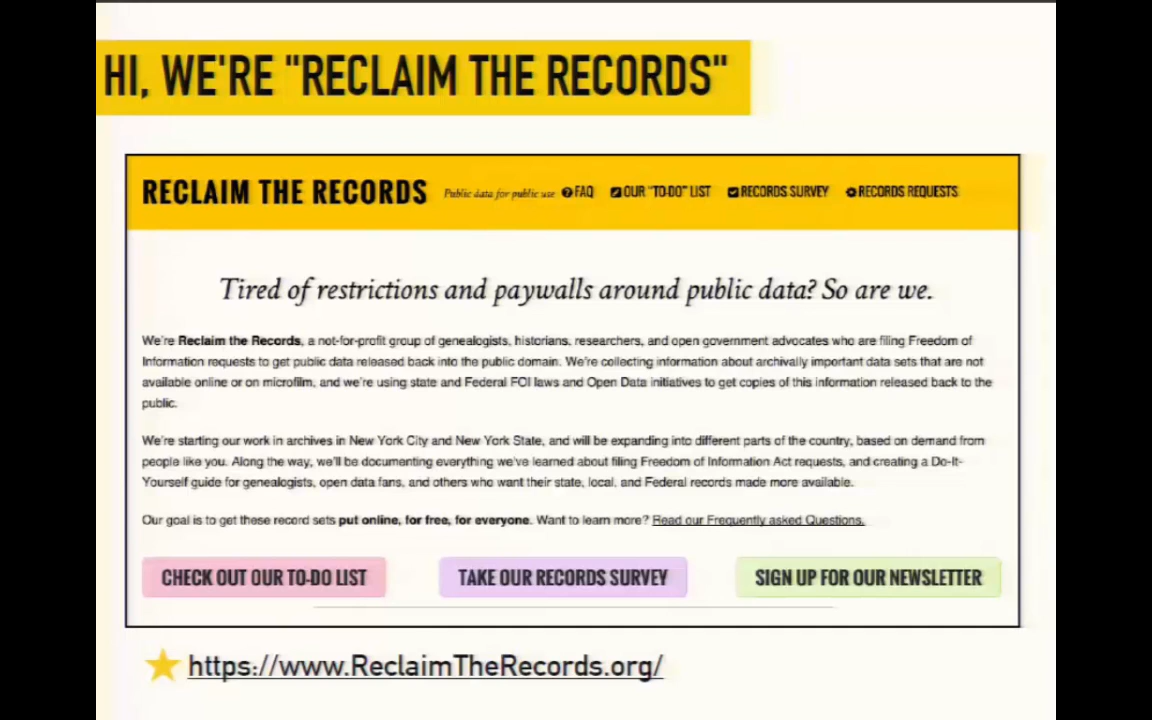 HI, WE'RE "RECLAIM THE RECORDS"
RECLAIM THE RECORDS Public data for public use FAQ OUR "TO-DO" LIST RECORDS SURVEY RECORDS REQUESTS
Tired of restrictions and paywalls around public data? So are we.
We're Reclaim the Records, a not-for-profit group of genealogists, historians, researchers, and open government advocates who are filing Freedom of
Information requests to get public data released back into the public domain. We're collecting information about archivally important data sets that are not
available online or on microfilm, and we're using state and Federal FOI laws and Open Data initiatives to get copies of this information released back to the
public.
We're starting our work in archives in New York City and New York State, and will be expanding into different parts of the country, based on demand from
people like you. Along the way, we'll be documenting everything we've learned about filing Freedom of Information Act requests, and creating a Do-It-
Yourself guide for genealogists, open data fans, and others who want their state, local, and Federal records made more available.
Our goal is to get these record sets put online, for free, for everyone. Want to learn more? Read our Frequently asked Questions.
CHECK OUT OUR TO-DO LIST TAKE OUR RECORDS SURVEY SIGN UP FOR OUR NEWSLETTER
https://www.ReclaimTheRecords.org/